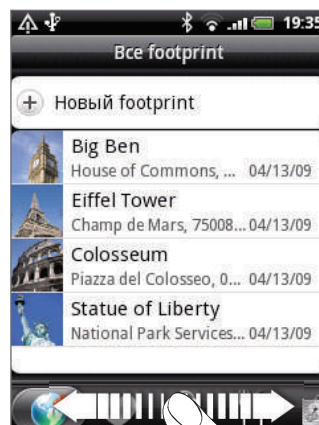 19:35
Все footprint
Новый footprint
Big Ben
House of Commons, ... 04/13/09
Eiffel Tower
Champ de Mars, 75008... 04/13/09
Colosseum
Piazza del Colosseo, 0... 04/13/09
Statue of Liberty
National Park Services... 04/13/09